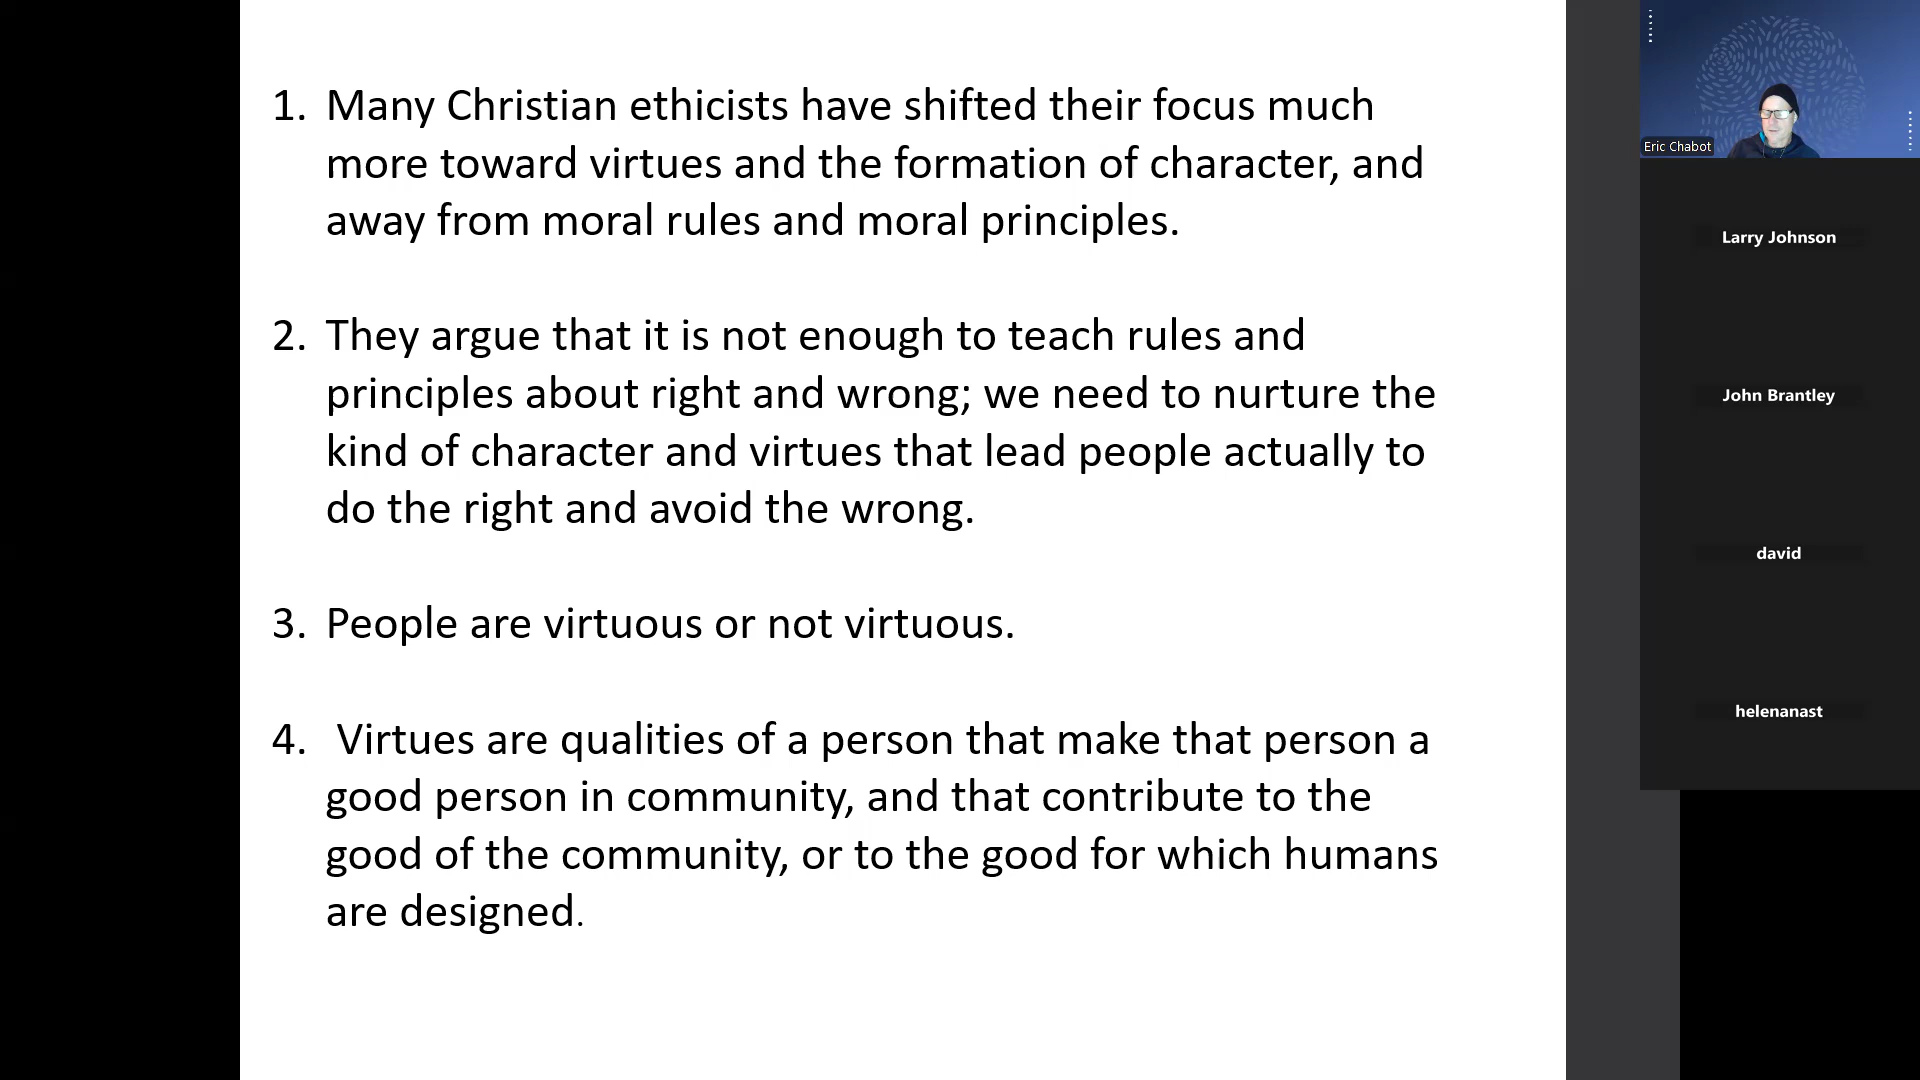 1. Many Christian ethicists have shifted their focus much
more toward virtues and the formation of character, and
away from moral rules and moral principles.
2. They argue that it is not enough to teach rules and
principles about right and wrong; we need to nurture the
kind of character and virtues that lead people actually to
do the right and avoid the wrong.
3. People are virtuous or not virtuous.
4. Virtues are qualities of a person that make that person a
good person in community, and that contribute to the
good of the community, or to the good for which humans
are designed.
Eric Chabot
Larry Johnson
John Brantley
david
helenanast